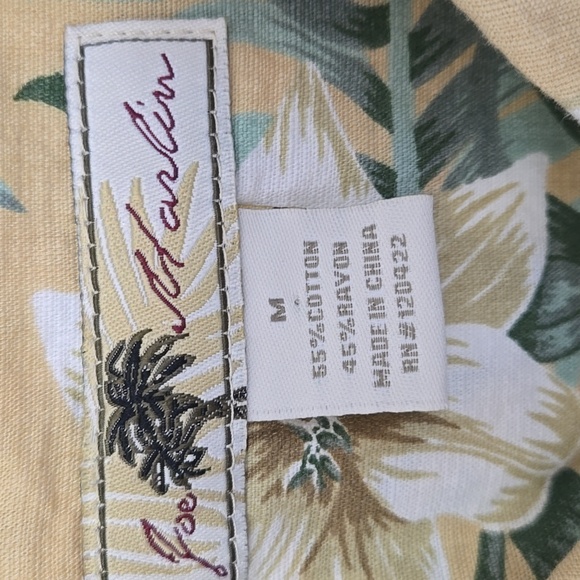 Joe Marlin
M
55%COTTON
45%RAYON
MADE IN CHINA
RN#120422